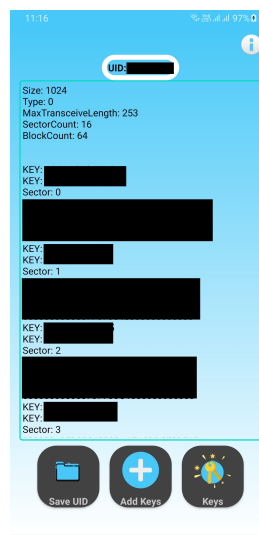 11:16
97%
UID:
Size: 1024
Type: 0
MaxTransceiveLength: 253
SectorCount: 16
BlockCount: 64
KEY:
KEY:
Sector: 0
KEY:
KEY:
Sector: 1
KEY:
KEY:
Sector: 2
KEY:
KEY:
Sector: 3
Save UID
Add Keys
Keys